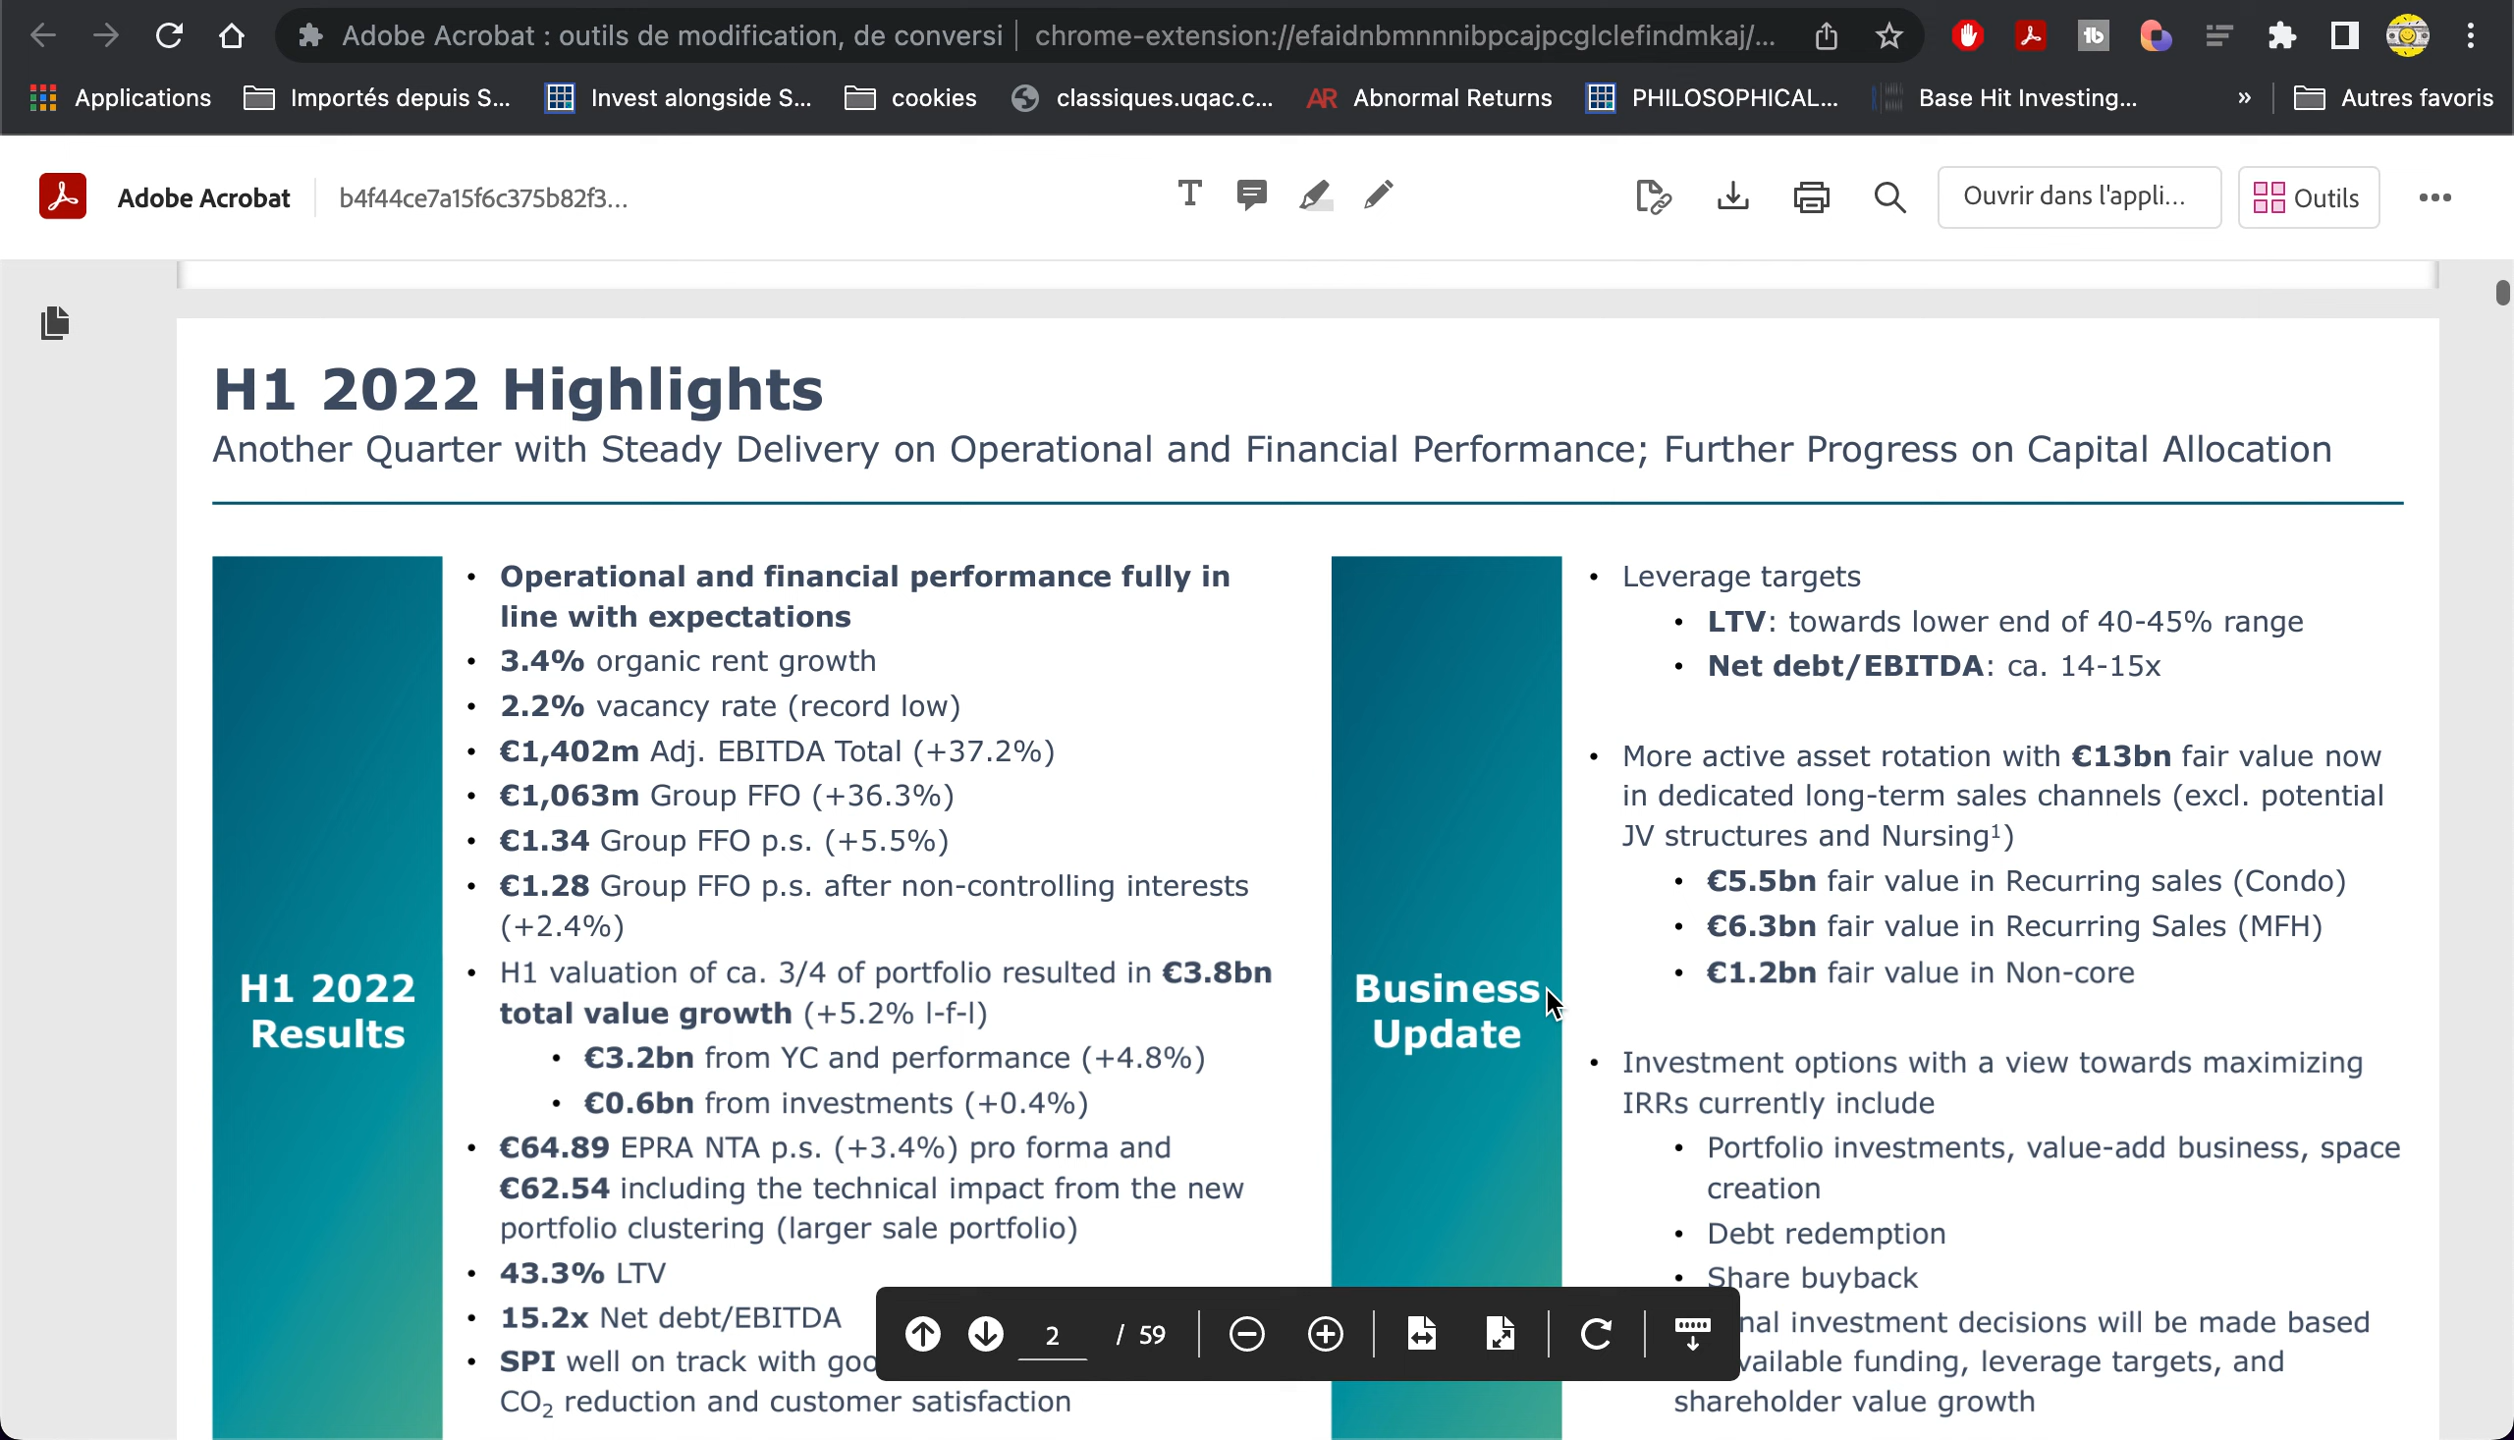 Adobe Acrobat : outils de modification, de conversi
chrome-extension://efaidnbmnnnibpcajpcglclefindmkaj/...
Applications
Importés depuis S...
Invest alongside S...
cookies
classiques.uqac.c...
AR Abnormal Returns
PHILOSOPHICAL...
Base Hit Investing...
»
Autres favoris
Adobe Acrobat
b4f44ce7a15f6c375b82f3...
Ouvrir dans l'appli...
Outils
H1 2022 Highlights
Another Quarter with Steady Delivery on Operational and Financial Performance; Further Progress on Capital Allocation
H1 2022
Results
• Operational and financial performance fully in
line with expectations
• 3.4% organic rent growth
• 2.2% vacancy rate (record low)
• €1,402m Adj. EBITDA Total (+37.2%)
• €1,063m Group FFO (+36.3%)
• €1.34 Group FFO p.s. (+5.5%)
• €1.28 Group FFO p.s. after non-controlling interests
(+2.4%)
• H1 valuation of ca. 3/4 of portfolio resulted in €3.8bn
total value growth (+5.2% l-f-l)
• €3.2bn from YC and performance (+4.8%)
• €0.6bn from investments (+0.4%)
• €64.89 EPRA NTA p.s. (+3.4%) pro forma and
€62.54 including the technical impact from the new
portfolio clustering (larger sale portfolio)
• 43.3% LTV
• 15.2x Net debt/EBITDA
• SPI well on track with
CO₂ reduction and customer satisfaction
Business
Update
• Leverage targets
• LTV: towards lower end of 40-45% range
• Net debt/EBITDA: ca. 14-15x
• More active asset rotation with €13bn fair value now
in dedicated long-term sales channels (excl. potential
JV structures and Nursing¹)
• €5.5bn fair value in Recurring sales (Condo)
• €6.3bn fair value in Recurring Sales (MFH)
• €1.2bn fair value in Non-core
• Investment options with a view towards maximizing
IRRs currently include
• Portfolio investments, value-add business, space
creation
• Debt redemption
• Share buyback
investment decisions will be made based
funding, leverage targets, and
shareholder value growth
2 / 59